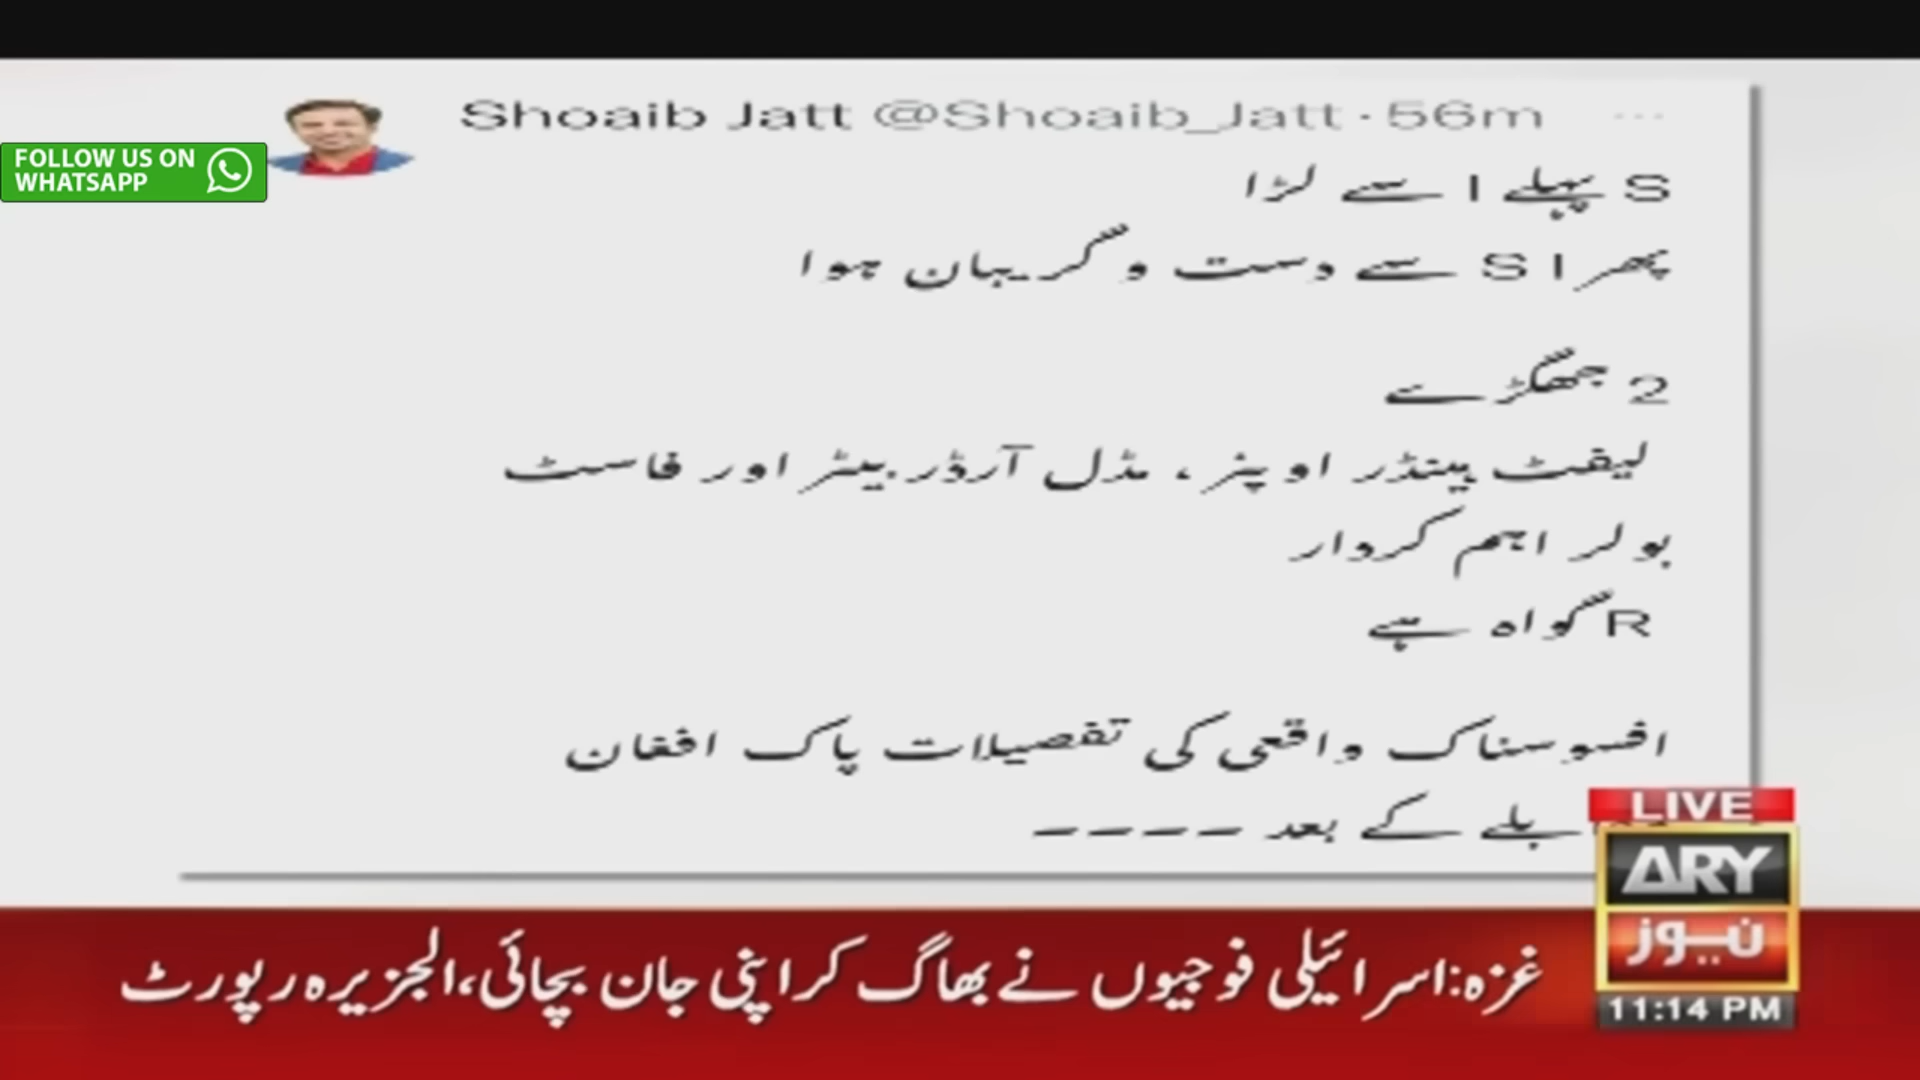 Shoaib Jatt @Shoaib_Jatt · 56m ...
FOLLOW US ON
WHATSAPP
S پہلے I سے لڑا
پھر I S سے دست و گریبان ہوا
2 جھگڑے
لیفٹ ہینڈر اوپنر، مڈل آرڈر بیٹر اور فاسٹ
بولر اہم کردار
R گواہ ہے
افسوسناک واقعی کی تفصیلات پاک افغان
کے بعد ----
LIVE
ARY
نیوز
11:14 PM
غزہ:اسرائیلی فوجیوں نے بھاگ کر اپنی جان بچائی،الجزیرہ رپورٹ